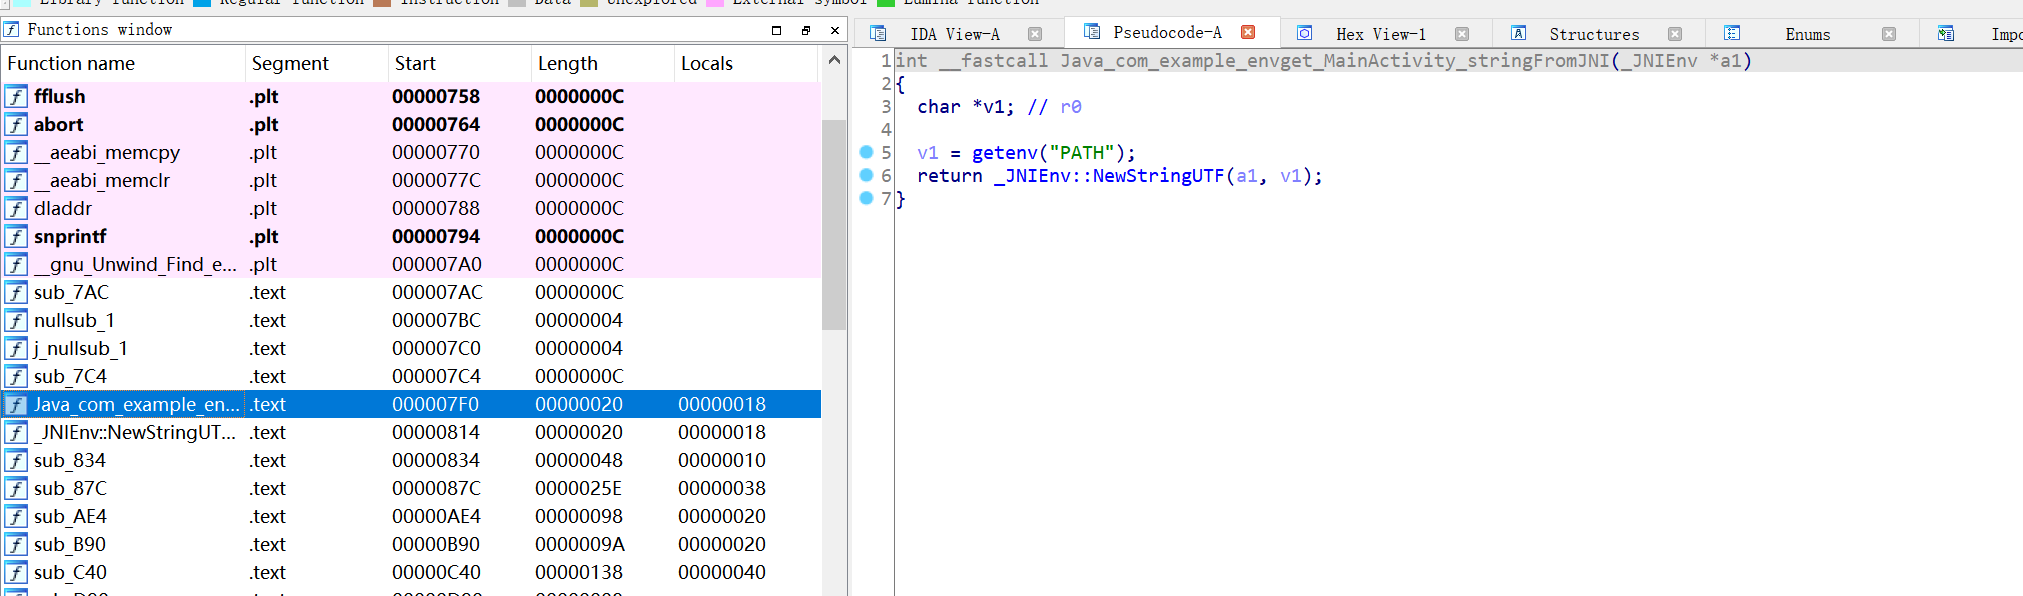 Library function Regular function Instruction Data Unexplored External symbol Lumina function
Functions window
Function name Segment Start Length Locals
fflush .plt 00000758 0000000C
abort .plt 00000764 0000000C
__aeabi_memcpy .plt 00000770 0000000C
__aeabi_memclr .plt 0000077C 0000000C
dladdr .plt 00000788 0000000C
snprintf .plt 00000794 0000000C
__gnu_Unwind_Find_e... .plt 000007A0 0000000C
sub_7AC .text 000007AC 0000000C
nullsub_1 .text 000007BC 00000004
j_nullsub_1 .text 000007C0 00000004
sub_7C4 .text 000007C4 0000000C
Java_com_example_en... .text 000007F0 00000020 00000018
_JNIEnv::NewStringUT... .text 00000814 00000020 00000018
sub_834 .text 00000834 00000048 00000010
sub_87C .text 0000087C 0000025E 00000038
sub_AE4 .text 00000AE4 00000098 00000020
sub_B90 .text 00000B90 0000009A 00000020
sub_C40 .text 00000C40 00000138 00000040
IDA View-A Pseudocode-A Hex View-1 Structures Enums Impo
1 int __fastcall Java_com_example_envget_MainActivity_stringFromJNI(_JNIEnv *a1)
2 {
3 char *v1; // r0
4
5 v1 = getenv("PATH");
6 return _JNIEnv::NewStringUTF(a1, v1);
7 }